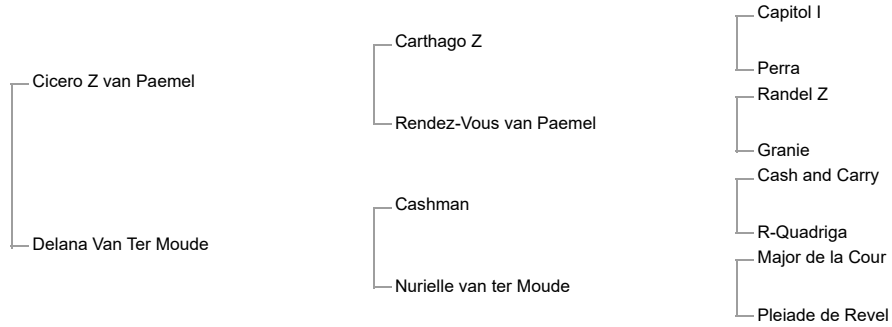 Capitol I
Carthago Z
Perra
Cicero Z van Paemel
Randel Z
Rendez-Vous van Paemel
Granie
Cash and Carry
Cashman
R-Quadriga
Delana Van Ter Moude
Major de la Cour
Nurielle van ter Moude
Pleiade de Revel